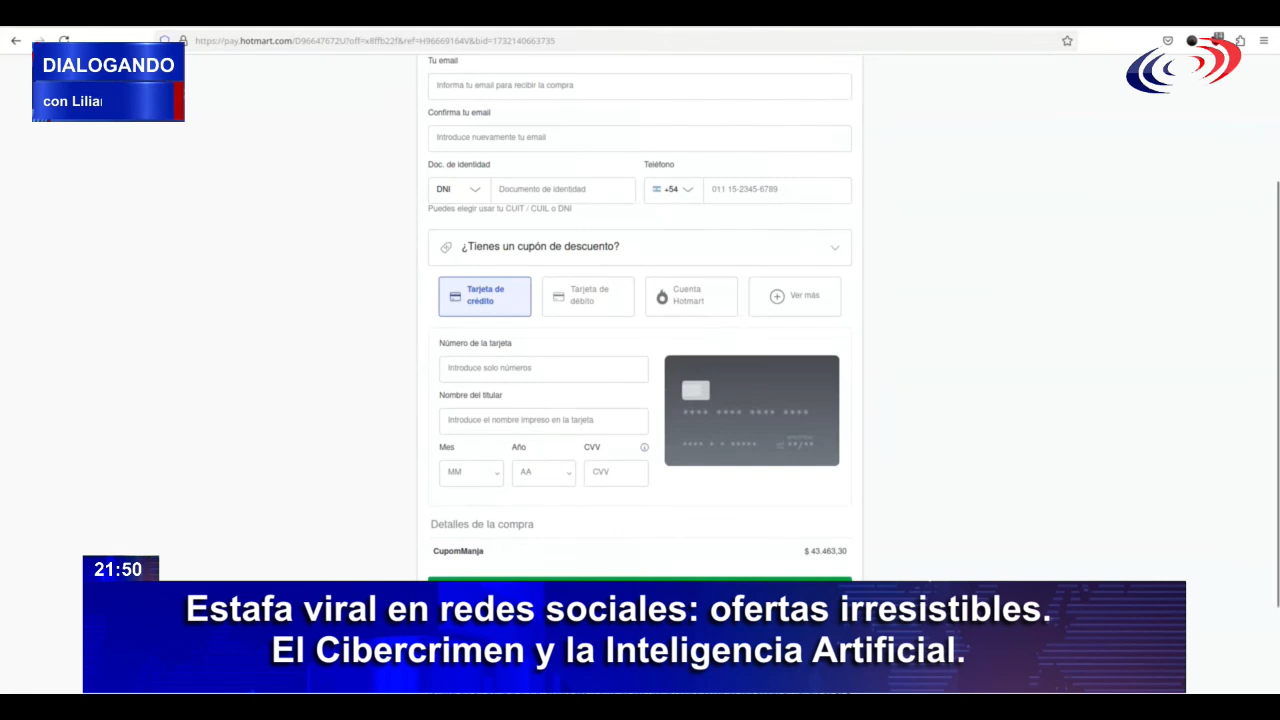 https://pay.hotmart.com/D96647672U?off=x8ffb22f&ref=H96669164V&bid=1732140663735
DIALOGANDO
con Lilia
Tu email
Informa tu email para recibir la compra
Confirma tu email
Introduce nuevamente tu email
Doc. de identidad
Teléfono
DNI
Documento de identidad
+54
011 15-2345-6789
Puedes elegir usar tu CUIT / CUIL o DNI
¿Tienes un cupón de descuento?
Tarjeta de
crédito
Tarjeta de
débito
Cuenta
Hotmart
Ver más
Número de la tarjeta
Introduce solo números
Nombre del titular
Introduce el nombre impreso en la tarjeta
Mes
Año
CVV
MM
AA
CVV
Detalles de la compra
CupomManja
$ 43.463,30
21:50
Estafa viral en redes sociales: ofertas irresistibles.
El Cibercrimen y la Inteligencia Artificial.